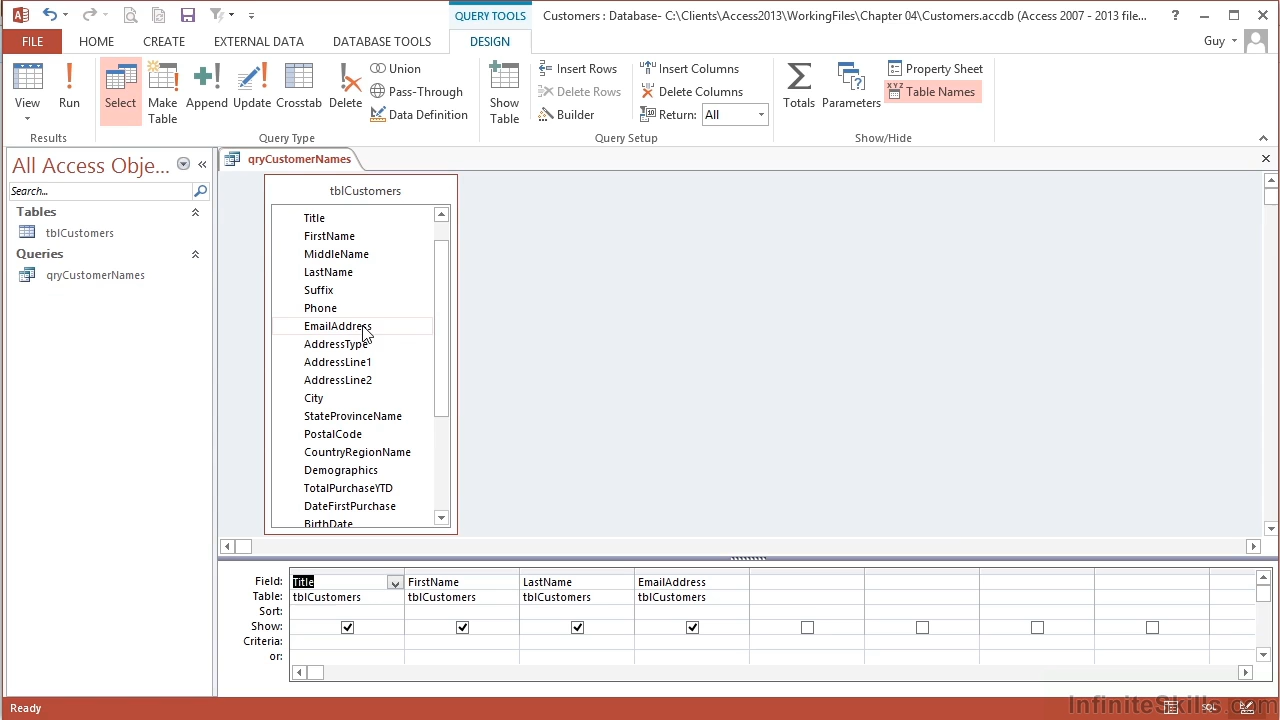 QUERY TOOLS
Customers : Database- C:\Clients\Access2013\WorkingFiles\Chapter 04\Customers.accdb (Access 2007 - 2013 file...
FILE HOME CREATE EXTERNAL DATA DATABASE TOOLS DESIGN Guy
View Run Select Make Table Append Update Crosstab Delete
Union
Pass-Through
Data Definition
Show Table
Insert Rows
Delete Rows
Builder
Insert Columns
Delete Columns
Return: All
Totals Parameters
Property Sheet
XYZ Table Names
Results Query Type Query Setup Show/Hide
All Access Obje...
Search...
Tables
tblCustomers
Queries
qryCustomerNames
qryCustomerNames
tblCustomers
Title
FirstName
MiddleName
LastName
Suffix
Phone
EmailAddress
AddressType
AddressLine1
AddressLine2
City
StateProvinceName
PostalCode
CountryRegionName
Demographics
TotalPurchaseYTD
DateFirstPurchase
BirthDate
Field: Title FirstName LastName EmailAddress
Table: tblCustomers tblCustomers tblCustomers tblCustomers
Sort:
Show:
Criteria:
or:
Ready
SQL
InfiniteSkills.com